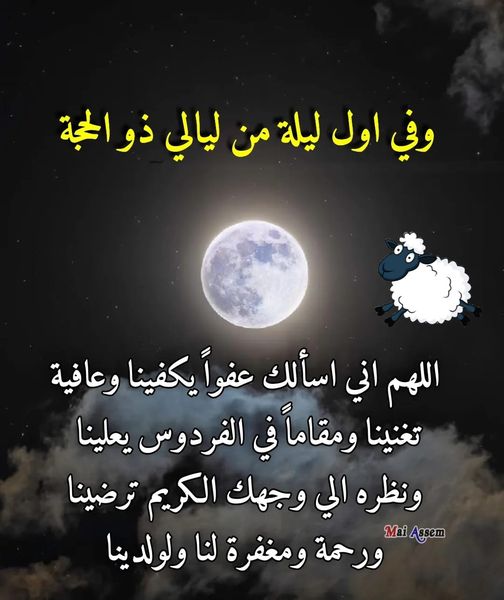 وفي اول ليلة من ليالي ذو الحجة
اللهم اني اسألك عفواً يكفينا وعافية
تغنينا ومقاماً في الفردوس يعلينا
ونظره الي وجهك الكريم ترضينا
ورحمة ومغفرة لنا ولولدينا
Mai Assem